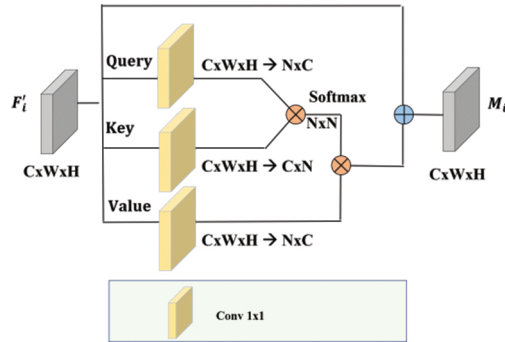 Query
CxWxH → NxC
F'ᵢ
Softmax
Mᵢ
NxN
Key
CxWxH
CxWxH → CxN
CxWxH
Value
CxWxH → NxC
Conv 1x1